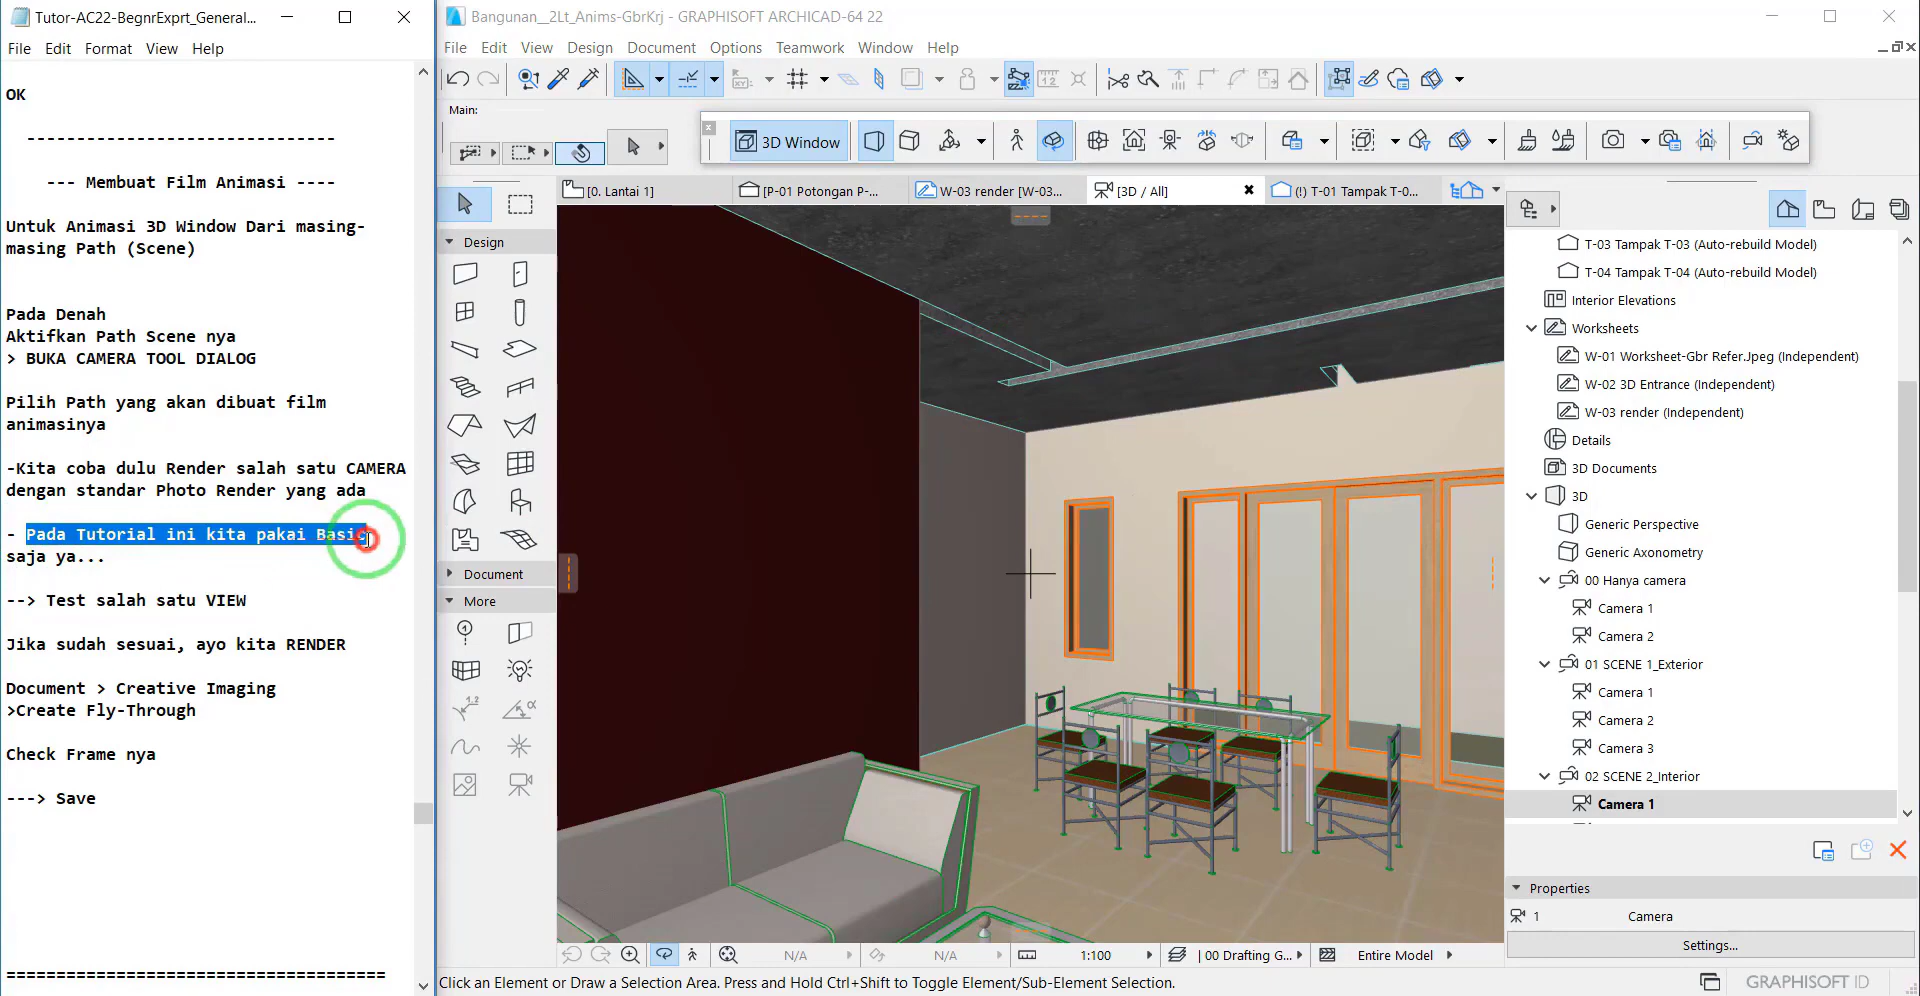 Tutor-AC22-BegnrExprt_General...
File Edit Format View Help
OK
-------------------------------
--- Membuat Film Animasi ----
Untuk Animasi 3D Window Dari masing-
masing Path (Scene)
Pada Denah
Aktifkan Path Scene nya
> BUKA CAMERA TOOL DIALOG
Pilih Path yang akan dibuat film
animasinya
-Kita coba dulu Render salah satu CAMERA
dengan standar Photo Render yang ada
- Pada Tutorial ini kita pakai Basic
saja ya...
--> Test salah satu VIEW
Jika sudah sesuai, ayo kita RENDER
Document > Creative Imaging
>Create Fly-Through
Check Frame nya
---> Save
======================================
Bangunan__2Lt_Anims-GbrKrj - GRAPHISOFT ARCHICAD-64 22
File Edit View Design Document Options Teamwork Window Help
Main:
3D Window
[0. Lantai 1]
[P-01 Potongan P-...
W-03 render [W-03...
[3D / All]
(!) T-01 Tampak T-0...
Design
Document
More
T-03 Tampak T-03 (Auto-rebuild Model)
T-04 Tampak T-04 (Auto-rebuild Model)
Interior Elevations
Worksheets
W-01 Worksheet-Gbr Refer.Jpeg (Independent)
W-02 3D Entrance (Independent)
W-03 render (Independent)
Details
3D Documents
3D
Generic Perspective
Generic Axonometry
00 Hanya camera
Camera 1
Camera 2
01 SCENE 1_Exterior
Camera 1
Camera 2
Camera 3
02 SCENE 2_Interior
Camera 1
Properties
1 Camera
Settings...
N/A
N/A
1:100
00 Drafting G...
Entire Model
Click an Element or Draw a Selection Area. Press and Hold Ctrl+Shift to Toggle Element/Sub-Element Selection.
GRAPHISOFT ID